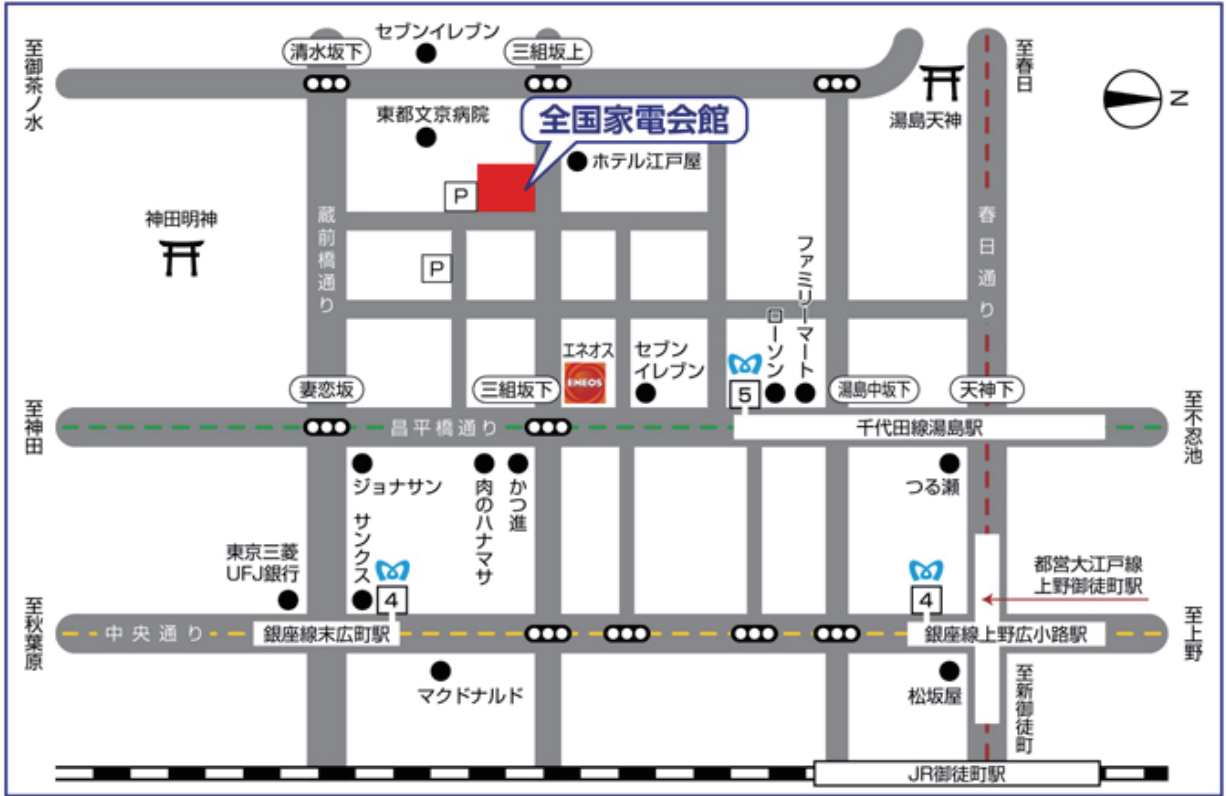 セブンイレブン
清水坂下
三組坂上
至御茶ノ水
至春日
東都文京病院
全国家電会館
湯島天神
N
ホテル江戸屋
P
神田明神
蔵前橋通り
春日通り
P
ファミリーマート
ローソン
エネオス
ENEOS
セブン
イレブン
5
妻恋坂
三組坂下
湯島中坂下
天神下
至神田
昌平橋通り
千代田線湯島駅
至不忍池
ジョナサン
肉のハナマサ
かつ進
つる瀬
サンクス
東京三菱
UFJ銀行
4
4
都営大江戸線
上野御徒町駅
至秋葉原
中央通り
銀座線末広町駅
銀座線上野広小路駅
至上野
マクドナルド
松坂屋
至新御徒町
JR御徒町駅